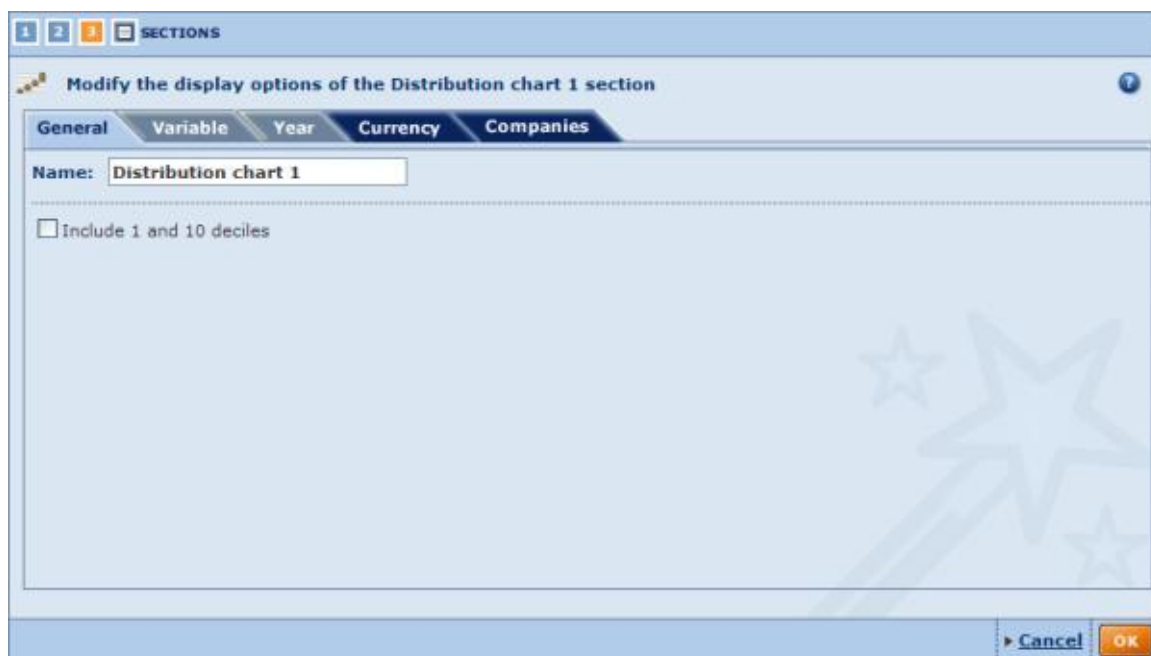 1 2 3 SECTIONS
Modify the display options of the Distribution chart 1 section ?
General Variable Year Currency Companies
Name: Distribution chart 1
Include 1 and 10 deciles
Cancel OK